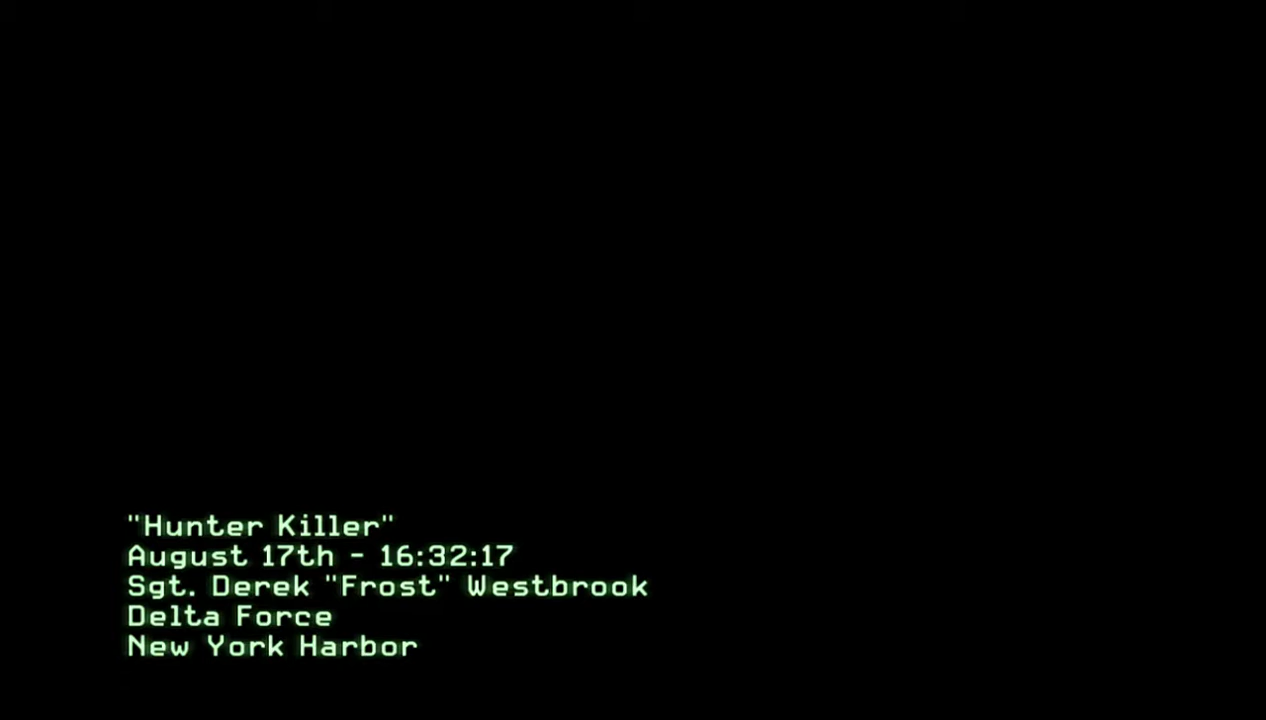 "Hunter Killer"
August 17th - 16:32:17
Sgt. Derek "Frost" Westbrook
Delta Force
New York Harbor